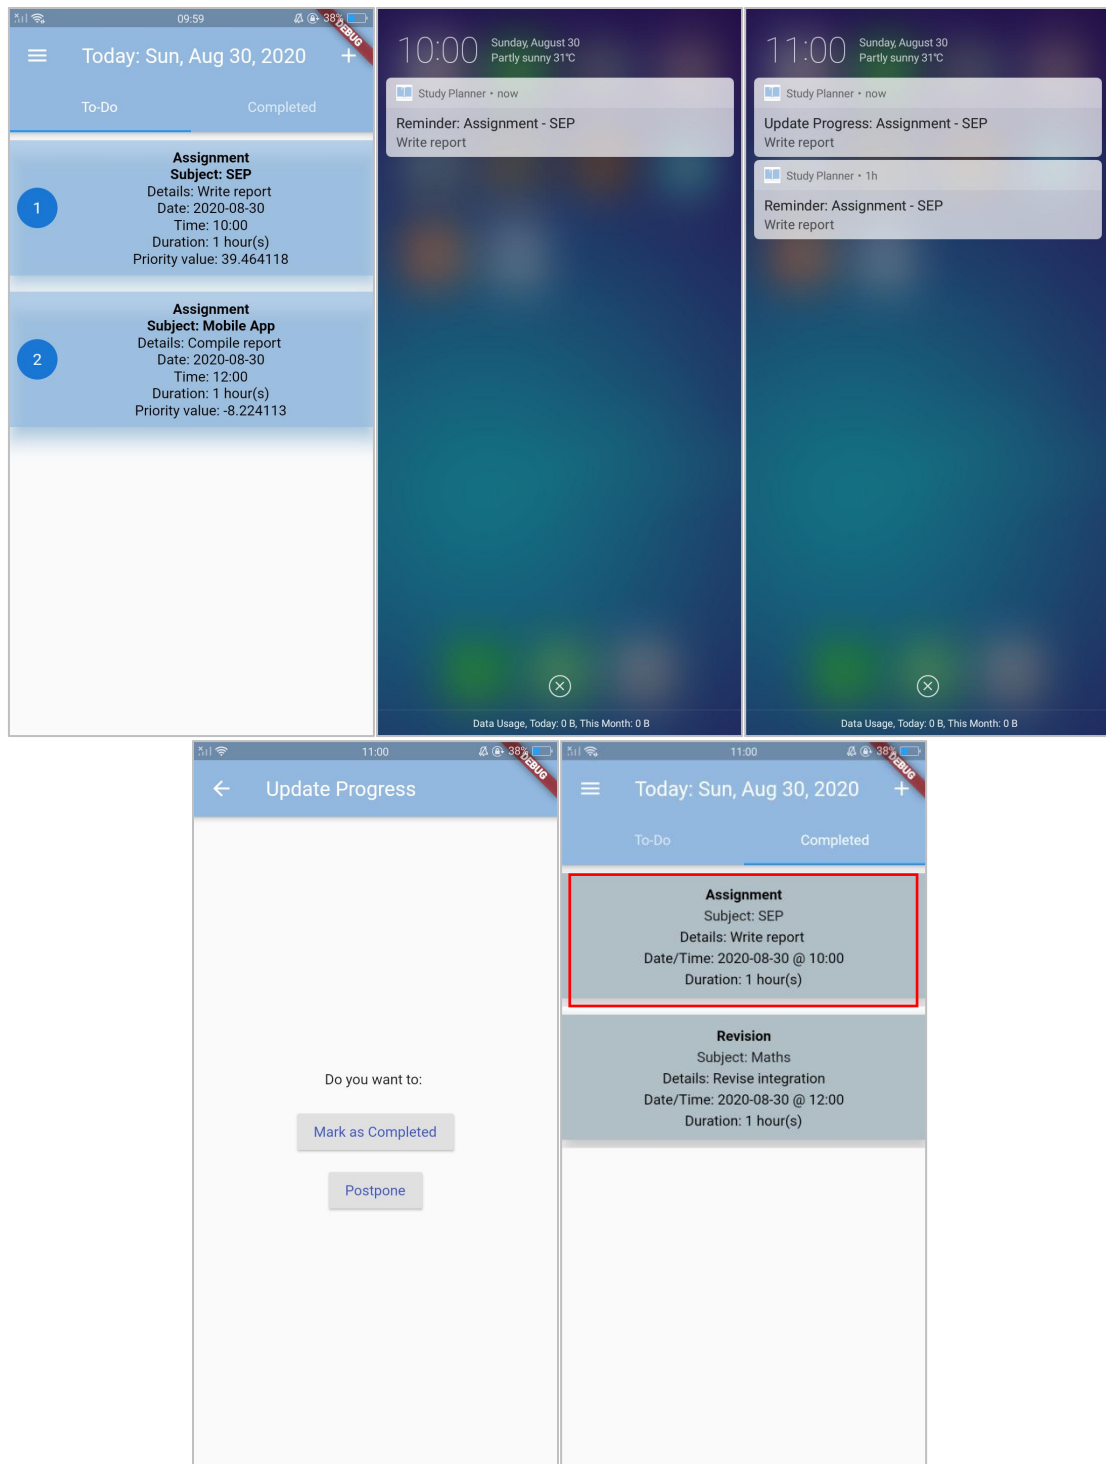 09:59
38%
DEBUG
Today: Sun, Aug 30, 2020
To-Do
Completed
1
Assignment
Subject: SEP
Details: Write report
Date: 2020-08-30
Time: 10:00
Duration: 1 hour(s)
Priority value: 39.464118
2
Assignment
Subject: Mobile App
Details: Compile report
Date: 2020-08-30
Time: 12:00
Duration: 1 hour(s)
Priority value: -8.224113
10:00
Sunday, August 30
Partly sunny 31°C
Study Planner • now
Reminder: Assignment - SEP
Write report
Data Usage, Today: 0 B, This Month: 0 B
11:00
Sunday, August 30
Partly sunny 31°C
Study Planner • now
Update Progress: Assignment - SEP
Write report
Study Planner • 1h
Reminder: Assignment - SEP
Write report
Data Usage, Today: 0 B, This Month: 0 B
11:00
38%
DEBUG
Update Progress
Do you want to:
Mark as Completed
Postpone
11:00
38%
DEBUG
Today: Sun, Aug 30, 2020
To-Do
Completed
Assignment
Subject: SEP
Details: Write report
Date/Time: 2020-08-30 @ 10:00
Duration: 1 hour(s)
Revision
Subject: Maths
Details: Revise integration
Date/Time: 2020-08-30 @ 12:00
Duration: 1 hour(s)